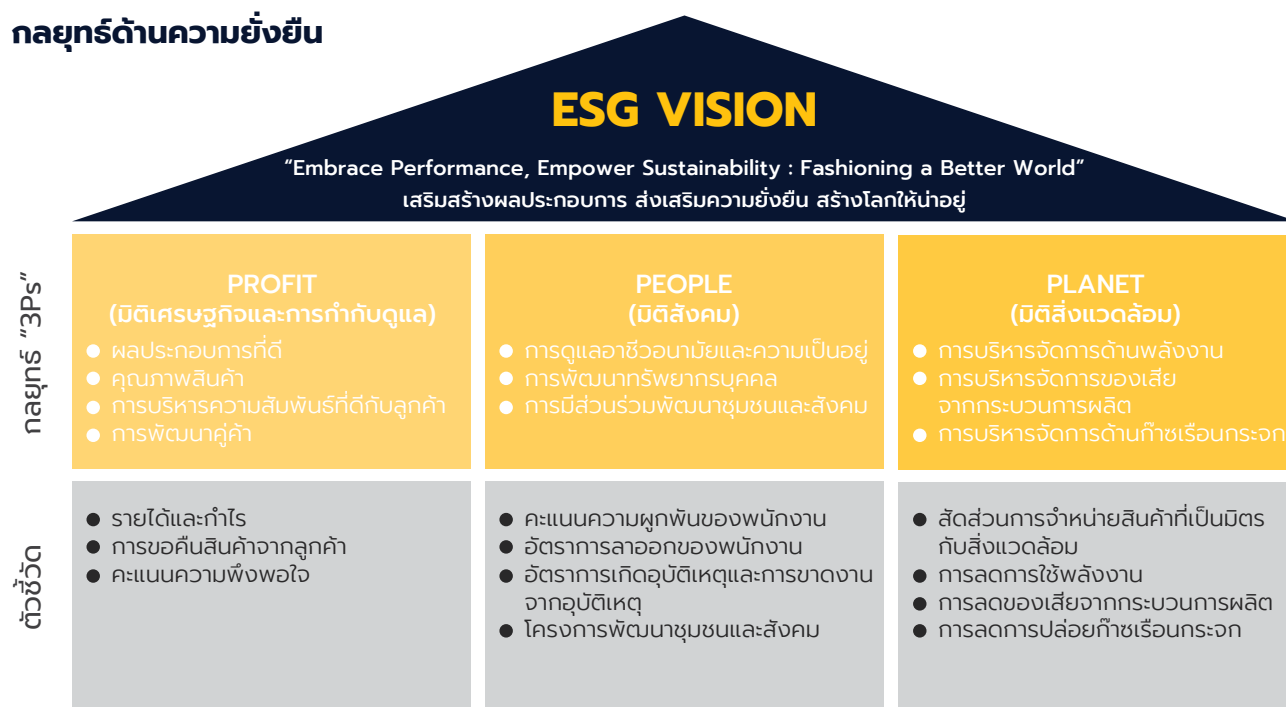 กลยุทธ์ด้านความยั่งยืน
ESG VISION
“Embrace Performance, Empower Sustainability : Fashioning a Better World”
เสริมสร้างผลประกอบการ ส่งเสริมความยั่งยืน สร้างโลกให้น่าอยู่
กลยุทธ์ “3Ps”
PROFIT
(มิติเศรษฐกิจและการกำกับดูแล)
● ผลประกอบการที่ดี
● คุณภาพสินค้า
● การบริหารความสัมพันธ์ที่ดีกับลูกค้า
● การพัฒนาคู่ค้า
PEOPLE
(มิติสังคม)
● การดูแลอาชีวอนามัยและความเป็นอยู่
● การพัฒนาทรัพยากรบุคคล
● การมีส่วนร่วมพัฒนาชุมชนและสังคม
PLANET
(มิติสิ่งแวดล้อม)
● การบริหารจัดการด้านพลังงาน
● การบริหารจัดการของเสีย
จากกระบวนการผลิต
● การบริหารจัดการด้านก๊าซเรือนกระจก
ตัวชี้วัด
● รายได้และกำไร
● การขอคืนสินค้าจากลูกค้า
● คะแนนความพึงพอใจ
● คะแนนความผูกพันของพนักงาน
● อัตราการลาออกของพนักงาน
● อัตราการเกิดอุบัติเหตุและการขาดงาน
จากอุบัติเหตุ
● โครงการพัฒนาชุมชนและสังคม
● สัดส่วนการจำหน่ายสินค้าที่เป็นมิตร
กับสิ่งแวดล้อม
● การลดการใช้พลังงาน
● การลดของเสียจากกระบวนการผลิต
● การลดการปล่อยก๊าซเรือนกระจก